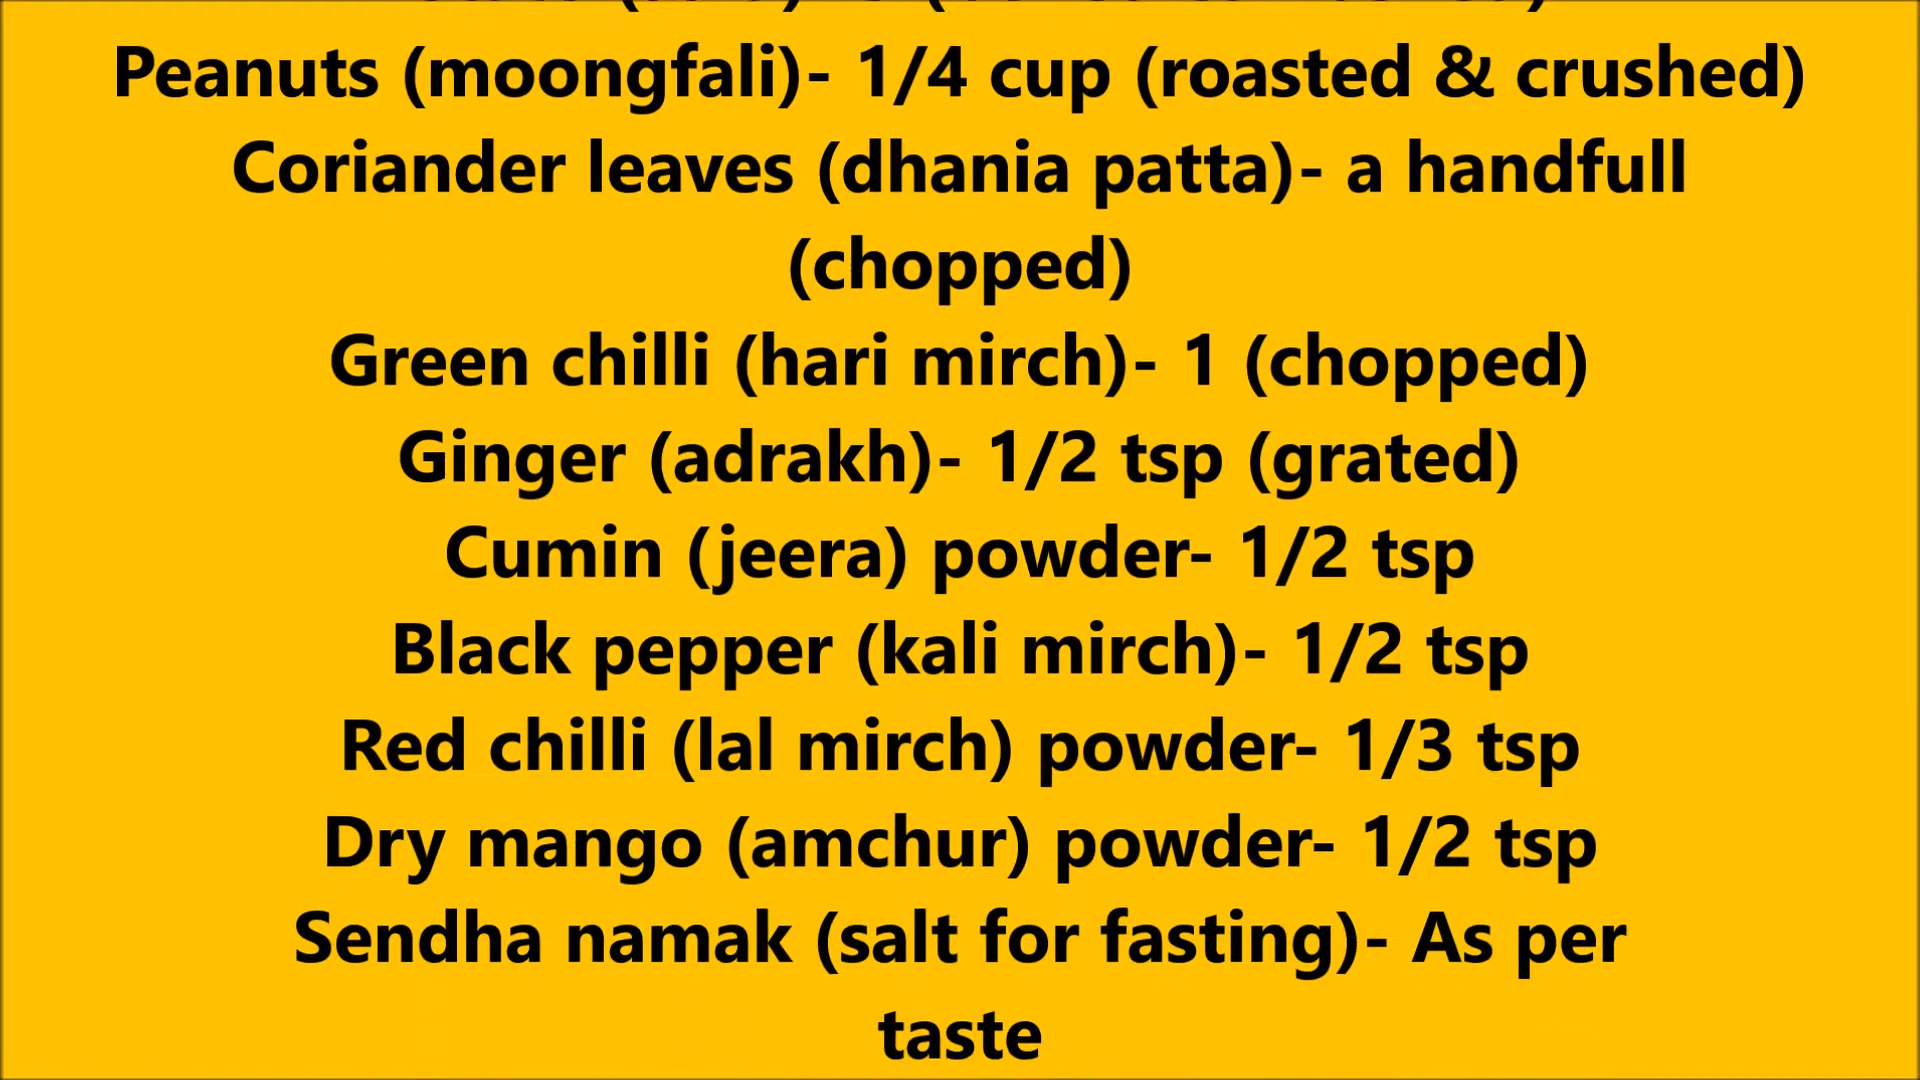 Peanuts (moongfali)- 1/4 cup (roasted & crushed)
Coriander leaves (dhania patta)- a handfull
(chopped)
Green chilli (hari mirch)- 1 (chopped)
Ginger (adrakh)- 1/2 tsp (grated)
Cumin (jeera) powder- 1/2 tsp
Black pepper (kali mirch)- 1/2 tsp
Red chilli (lal mirch) powder- 1/3 tsp
Dry mango (amchur) powder- 1/2 tsp
Sendha namak (salt for fasting)- As per
taste